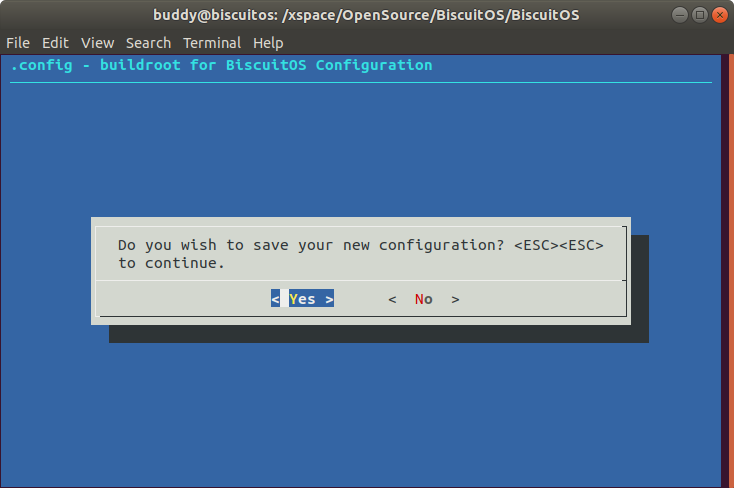 buddy@biscuitos: /xspace/OpenSource/BiscuitOS/BiscuitOS
File Edit View Search Terminal Help
.config - buildroot for BiscuitOS Configuration
Do you wish to save your new configuration? <ESC><ESC>
to continue.
< Yes > < No >